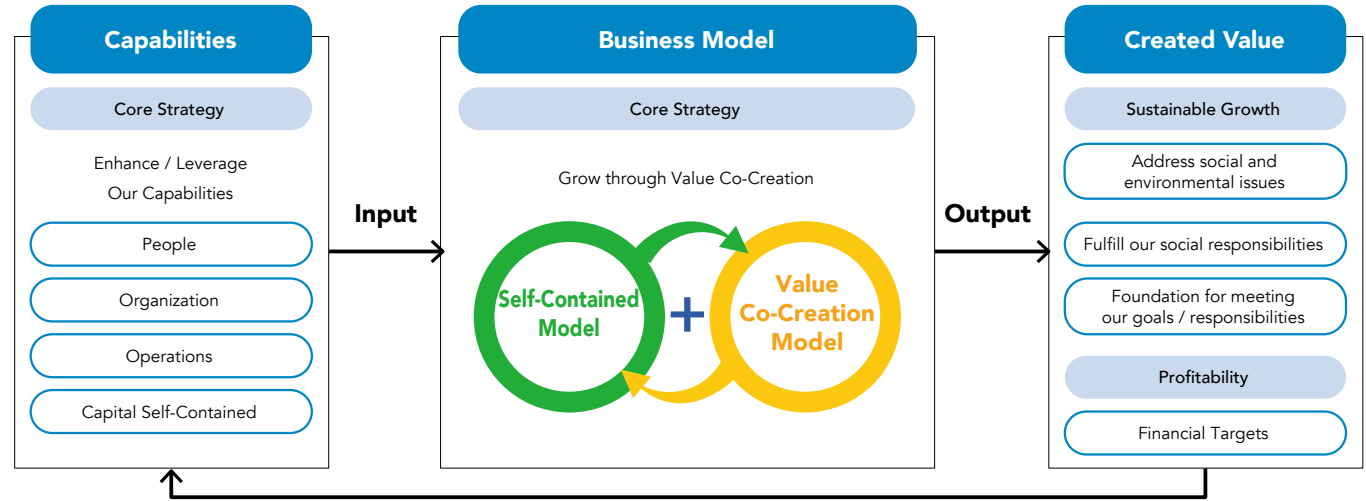 Capabilities
Core Strategy
Enhance / Leverage
Our Capabilities
People
Organization
Operations
Capital Self-Contained
Input
Business Model
Core Strategy
Grow through Value Co-Creation
Self-Contained
Model
+
Value
Co-Creation
Model
Output
Created Value
Sustainable Growth
Address social and
environmental issues
Fulfill our social responsibilities
Foundation for meeting
our goals / responsibilities
Profitability
Financial Targets